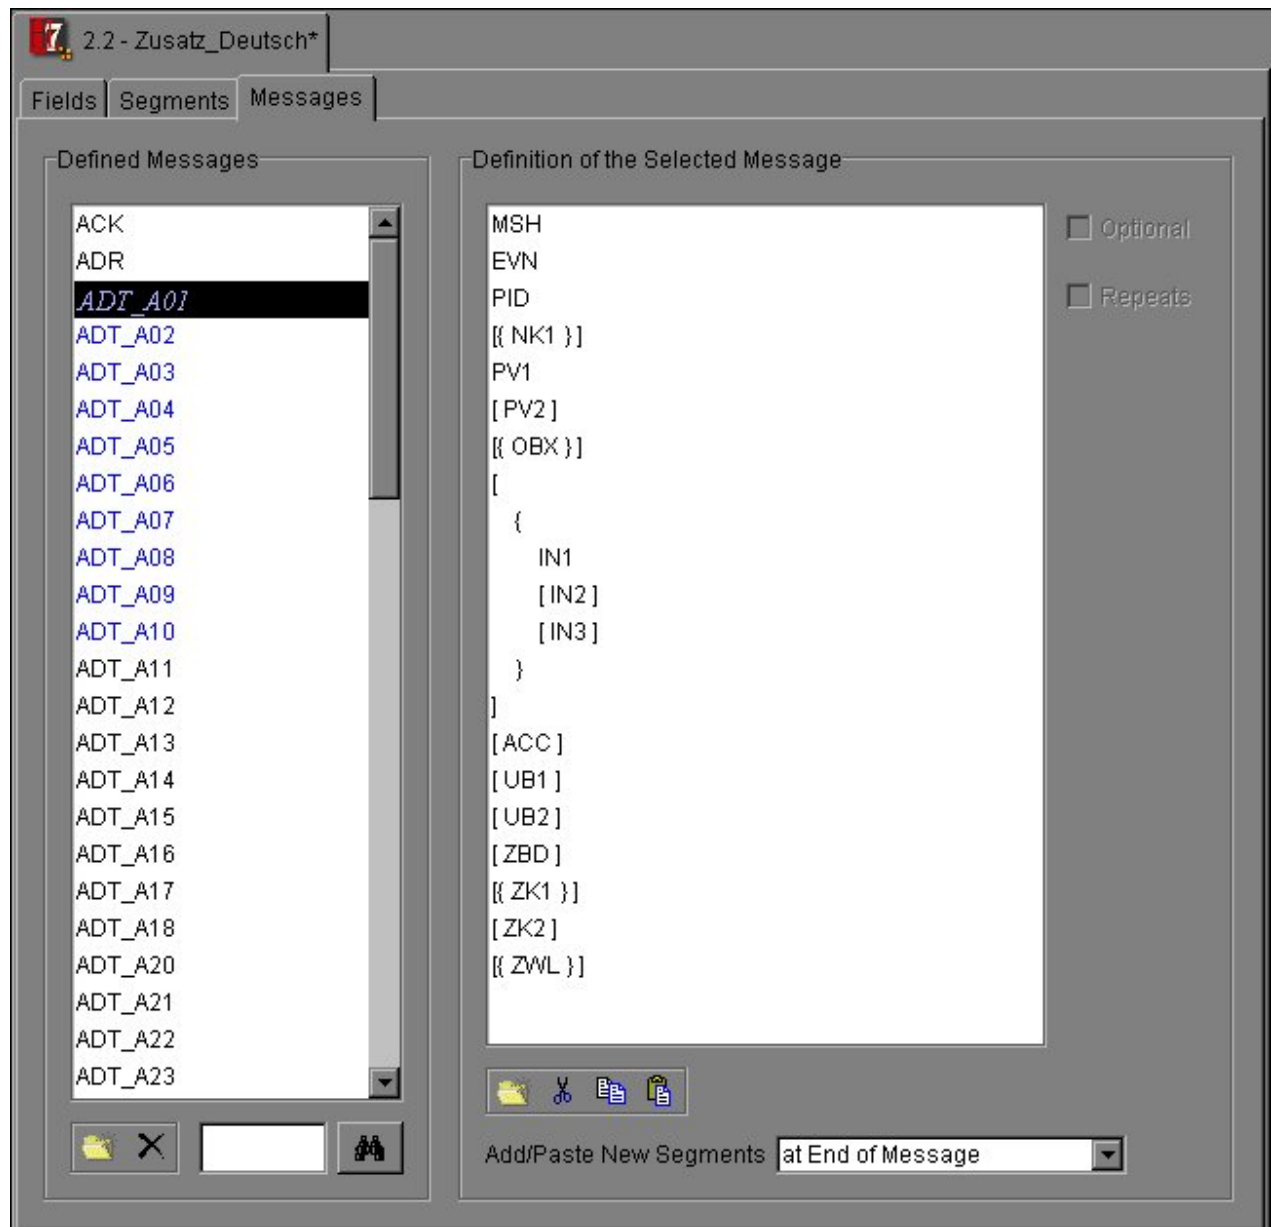 7 2.2 - Zusatz_Deutsch*
Fields Segments Messages
Defined Messages
ACK
ADR
ADT_A01
ADT_A02
ADT_A03
ADT_A04
ADT_A05
ADT_A06
ADT_A07
ADT_A08
ADT_A09
ADT_A10
ADT_A11
ADT_A12
ADT_A13
ADT_A14
ADT_A15
ADT_A16
ADT_A17
ADT_A18
ADT_A20
ADT_A21
ADT_A22
ADT_A23
Definition of the Selected Message
MSH
EVN
PID
[{ NK1 }]
PV1
[ PV2 ]
[{ OBX }]
[
{
IN1
[ IN2 ]
[ IN3 ]
}
]
[ ACC ]
[ UB1 ]
[ UB2 ]
[ ZBD ]
[{ ZK1 }]
[ ZK2 ]
[{ ZWL }]
Optional
Repeats
Add/Paste New Segments at End of Message